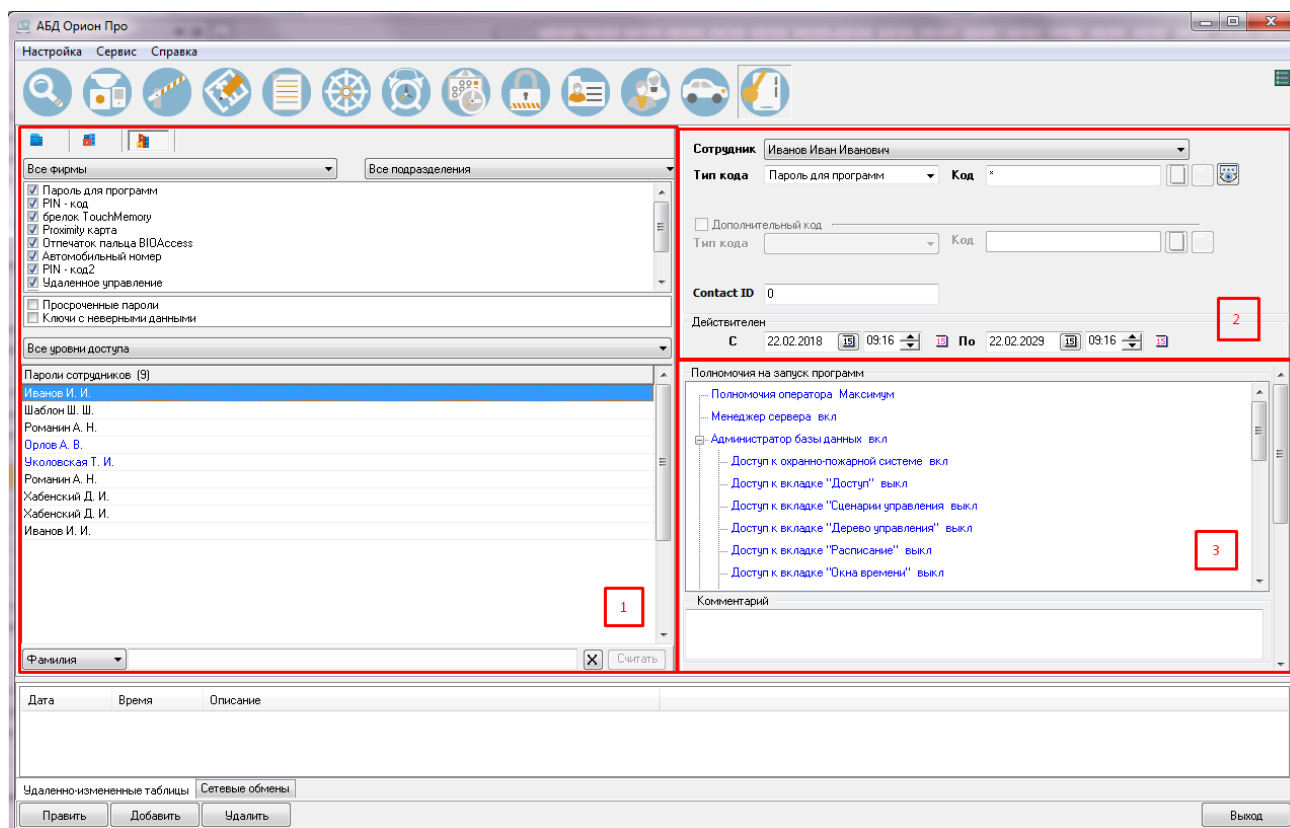 АБД Орион Про
Настройка Сервис Справка
Все фирмы
Все подразделения
Пароль для программ
PIN - код
брелок TouchMemory
Proximity карта
Отпечаток пальца BIOAccess
Автомобильный номер
PIN - код2
Удаленное управление
Просроченные пароли
Ключи с неверными данными
Все уровни доступа
Пароли сотрудников (9)
Иванов И. И.
Шаблон Ш. Ш.
Романин А. Н.
Орлов А. В.
Уколовская Т. И.
Романин А. Н.
Хабенский Д. И.
Хабенский Д. И.
Иванов И. И.
1
Фамилия
X
Считать
Сотрудник Иванов Иван Иванович
Тип кода Пароль для программ Код *
Дополнительный код
Тип кода Код
Contact ID 0
2
Действителен
С 22.02.2018 15 09:16 15 По 22.02.2029 15 09:16 15
Полномочия на запуск программ
Полномочия оператора Максимум
Менеджер сервера вкл
Администратор базы данных вкл
Доступ к охранно-пожарной системе вкл
Доступ к вкладке "Доступ" выкл
Доступ к вкладке "Сценарии управления выкл
Доступ к вкладке "Дерево управления" выкл
Доступ к вкладке "Расписание" выкл
Доступ к вкладке "Окна времени" выкл
3
Комментарий
Дата Время Описание
Удаленно-измененные таблицы Сетевые обмены
Править Добавить Удалить Выход